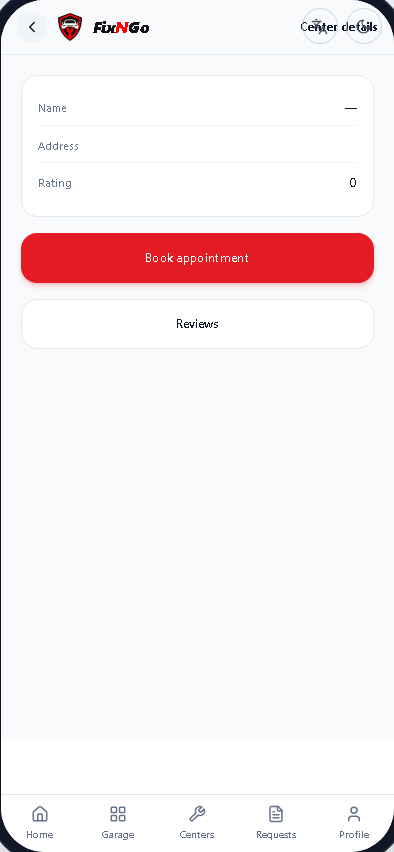 FixNGo
Center details
Name —
Address
Rating 0
Book appointment
Reviews
Home Garage Centers Requests Profile